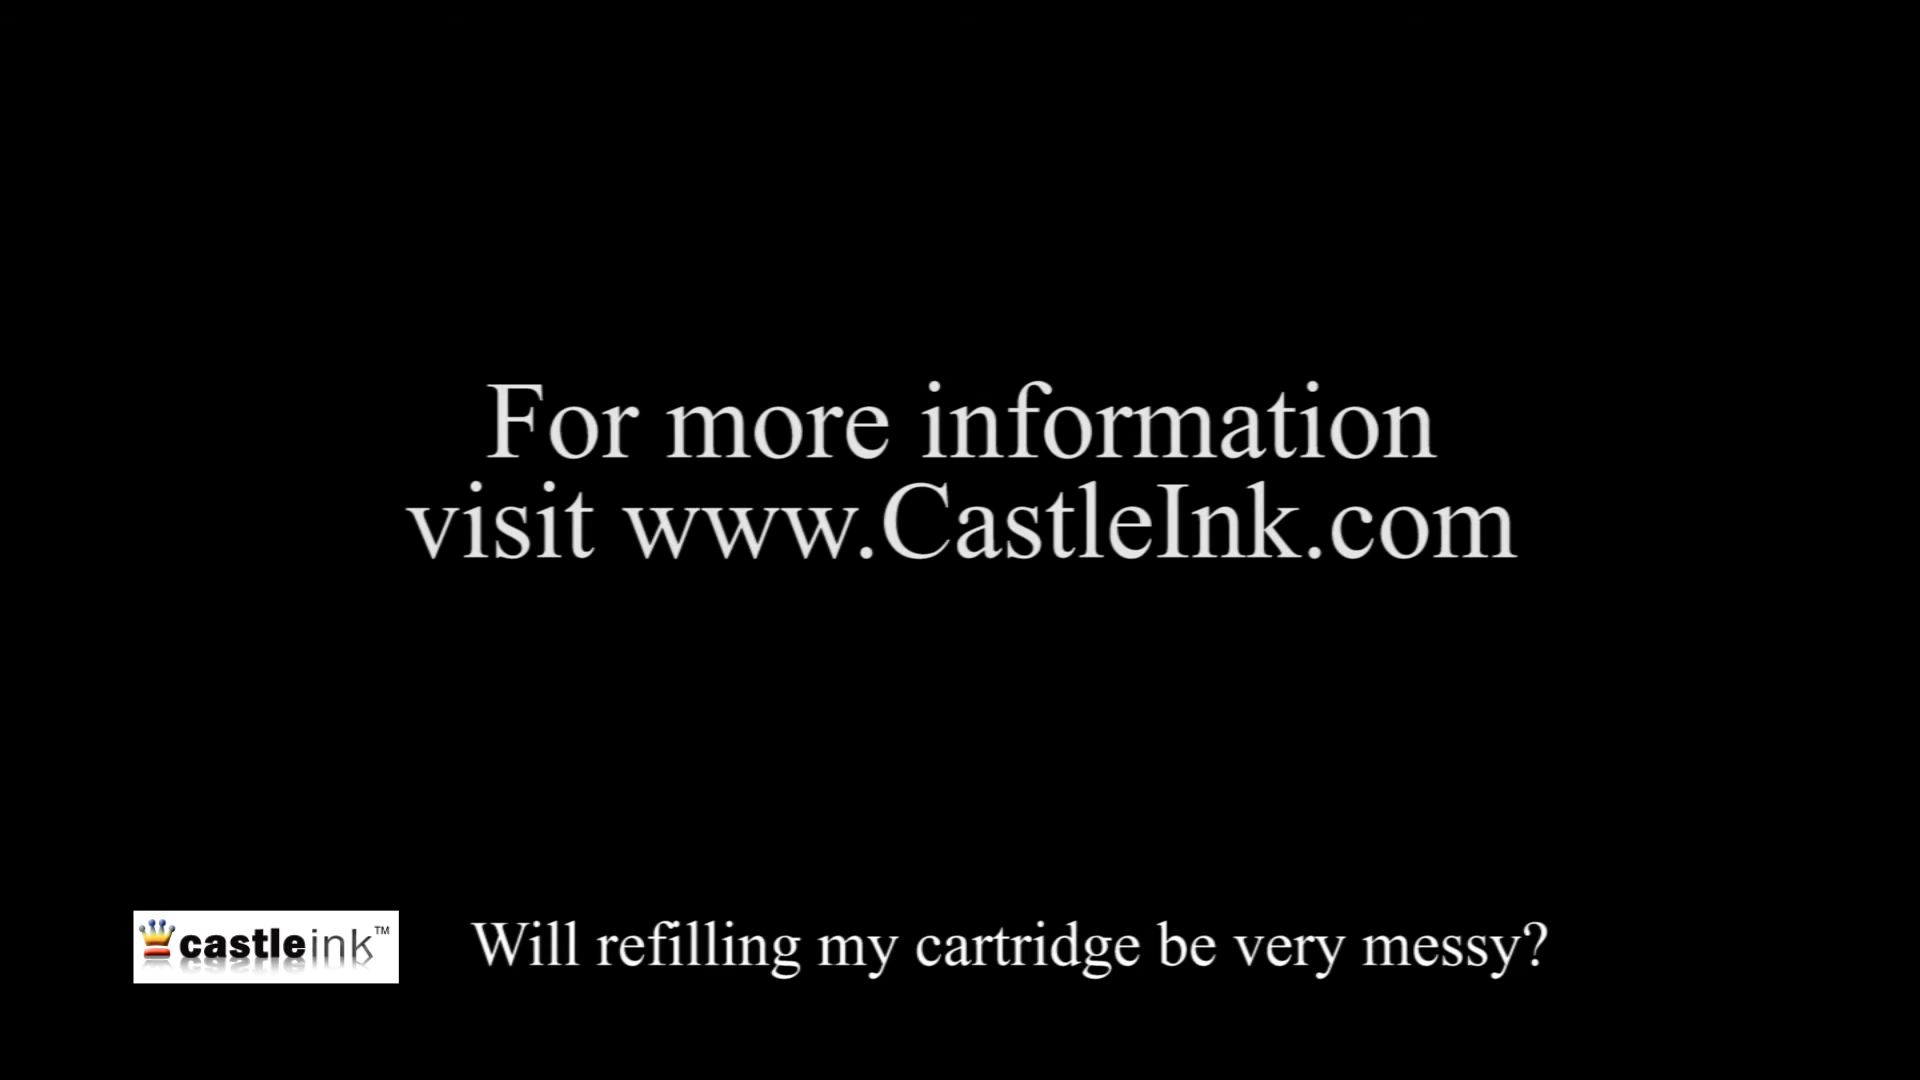 For more information
visit www.CastleInk.com
castleink™
Will refilling my cartridge be very messy?